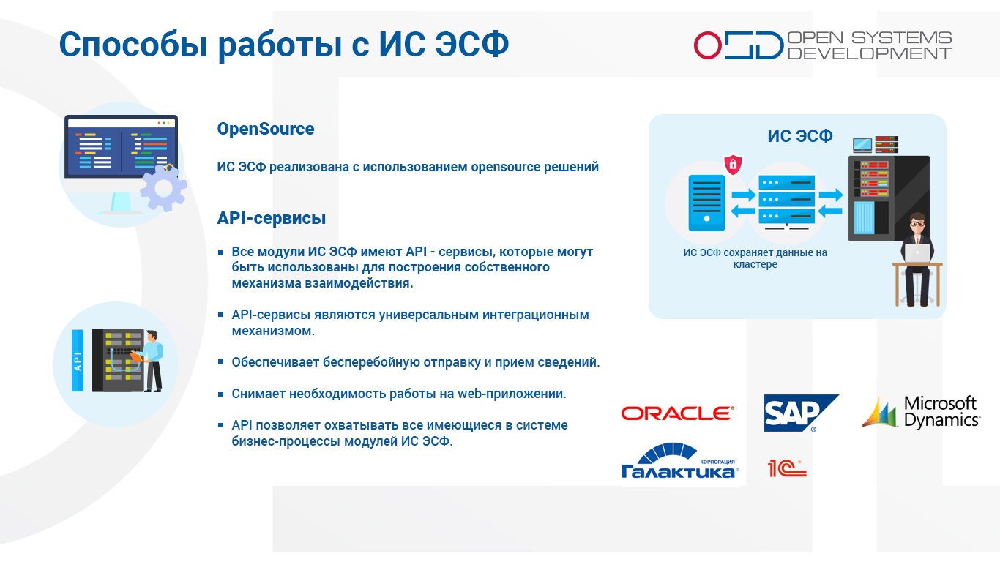 Способы работы с ИС ЭСФ
OSD OPEN SYSTEMS
DEVELOPMENT
OpenSource
ИС ЭСФ реализована с использованием opensource решений
API-сервисы
Все модули ИС ЭСФ имеют API - сервисы, которые могут
быть использованы для построения собственного
механизма взаимодействия.
API-сервисы являются универсальным интеграционным
механизмом.
Обеспечивает бесперебойную отправку и прием сведений.
Снимает необходимость работы на web-приложении.
API позволяет охватывать все имеющиеся в системе
бизнес-процессы модулей ИС ЭСФ.
API
ИС ЭСФ
ИС ЭСФ сохраняет данные на
кластере
ORACLE®
SAP®
Microsoft
Dynamics™
КОРПОРАЦИЯ
Галактика®
1С®